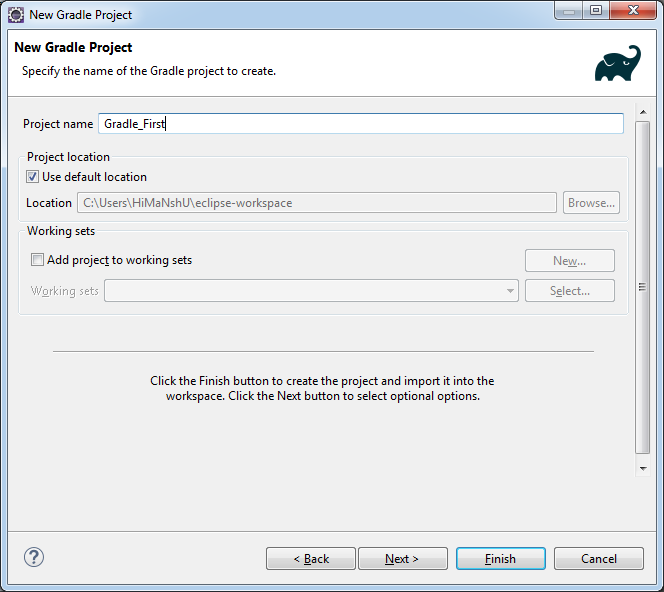 New Gradle Project
New Gradle Project
Specify the name of the Gradle project to create.
Project name Gradle_First
Project location
Use default location
Location C:\Users\HiMaNshU\eclipse-workspace Browse...
Working sets
Add project to working sets New...
Working sets Select...
Click the Finish button to create the project and import it into the
workspace. Click the Next button to select optional options.
? < Back Next > Finish Cancel